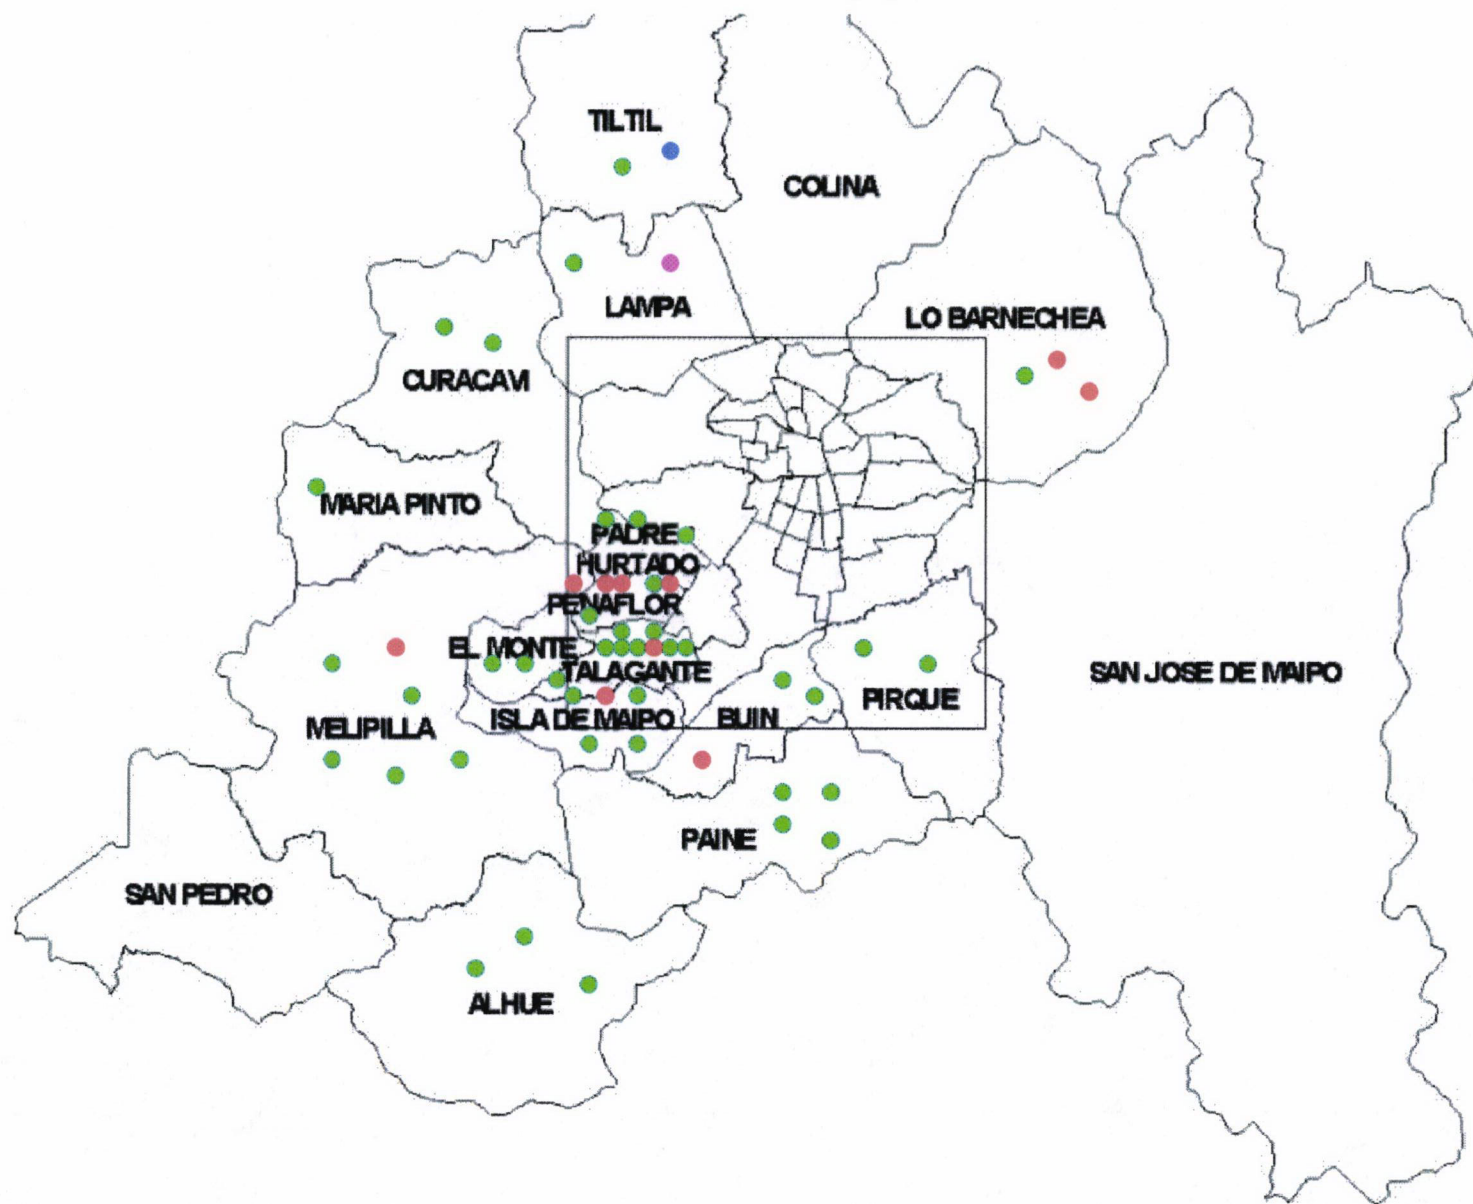 TILTIL
COLINA
LAMPA
LO BARNECHEA
CURACAVI
MARIA PINTO
PADRE
HURTADO
PEÑAFLOR
EL MONTE
TALAGANTE
SAN JOSE DE MAIPO
PIRQUE
ISLA DE MAIPO
BUIN
MELIPILLA
PAINE
SAN PEDRO
ALHUE